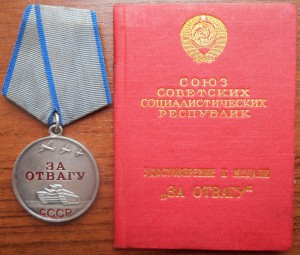 ЗА
ОТВАГУ
СССР
СОЮЗ
СОВЕТСКИХ
СОЦИАЛИСТИЧЕСКИХ
РЕСПУБЛИК
УДОСТОВЕРЕНИЕ К МЕДАЛИ
„ЗА ОТВАГУ“